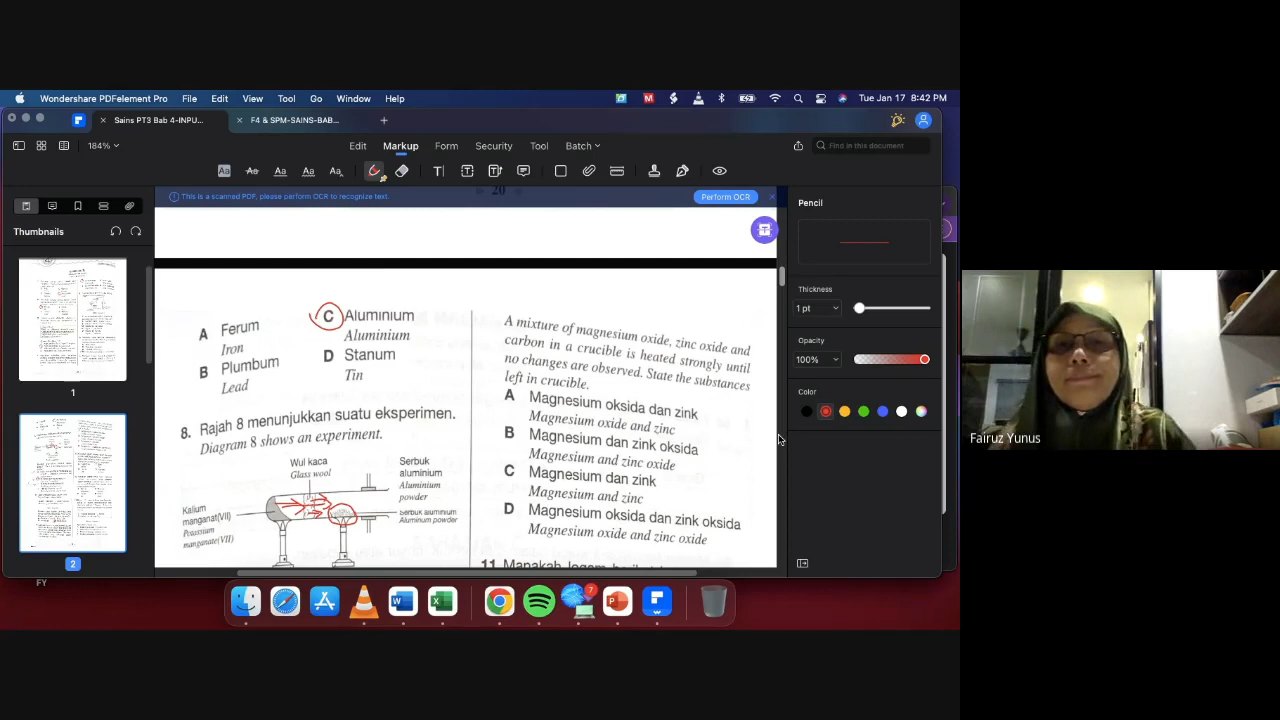 Wondershare PDFelement Pro File Edit View Tool Go Window Help
Tue Jan 17 8:42 PM
Sains PT3 Bab 4-INPU...
F4 & SPM-SAINS-BAB...
184%
Edit Markup Form Security Tool Batch
Find in this document
20
This is a scanned PDF, please perform OCR to recognize text.
Perform OCR
Thumbnails
1
2
A Ferum
Iron
B Plumbum
Lead
C Aluminium
Aluminium
D Stanum
Tin
8. Rajah 8 menunjukkan suatu eksperimen.
Diagram 8 shows an experiment.
Wul kaca
Glass wool
Serbuk
aluminium
Aluminium
powder
Kalium
manganat(VII)
Potassium
manganate(VII)
Serbuk aluminium
Aluminum powder
A mixture of magnesium oxide, zinc oxide and
carbon in a crucible is heated strongly until
no changes are observed. State the substances
left in crucible.
A Magnesium oksida dan zink
Magnesium oxide and zinc
B Magnesium dan zink oksida
Magnesium and zinc oxide
C Magnesium dan zink
Magnesium and zinc
D Magnesium oksida dan zink oksida
Magnesium oxide and zinc oxide
Pencil
Thickness
1 pt
Opacity
100%
Color
FY
7
Fairuz Yunus